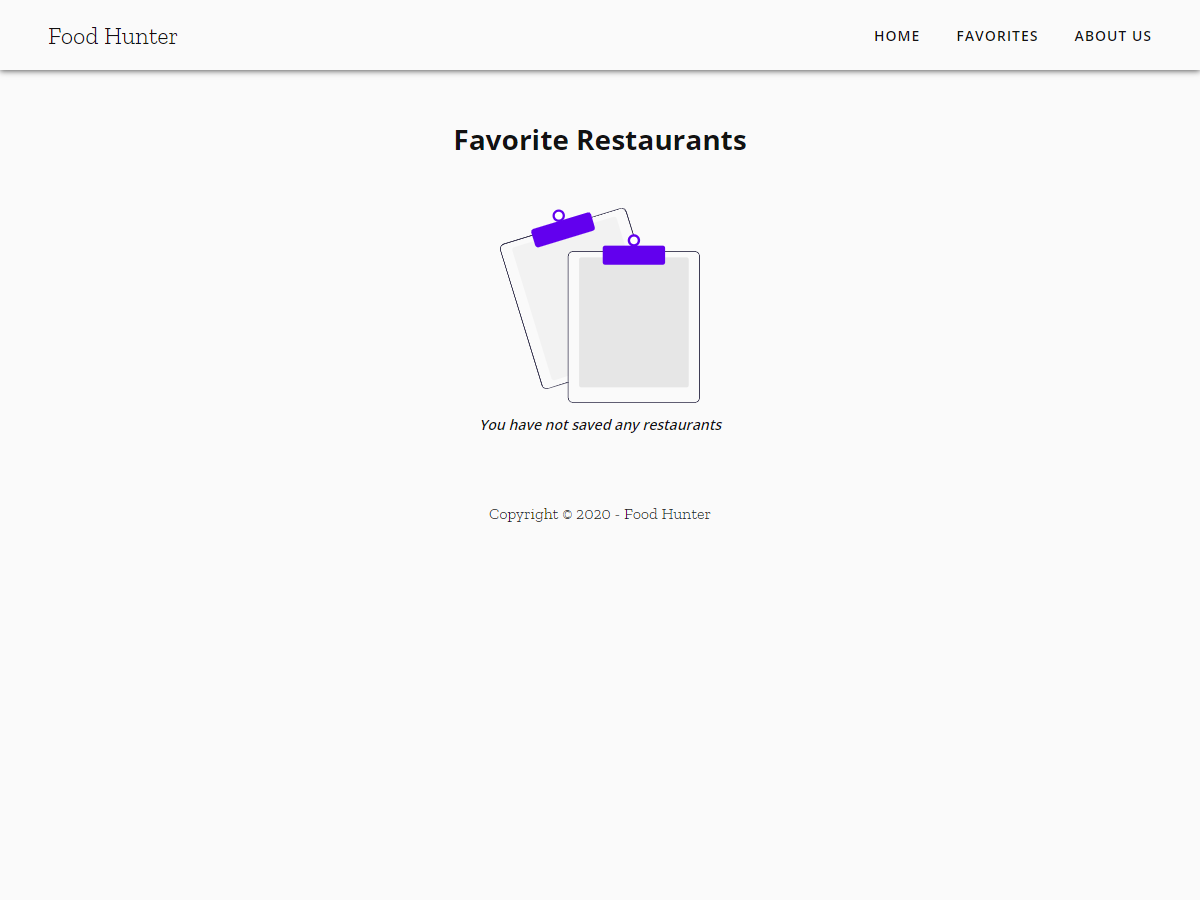 Food Hunter
HOME FAVORITES ABOUT US
Favorite Restaurants
You have not saved any restaurants
Copyright © 2020 - Food Hunter